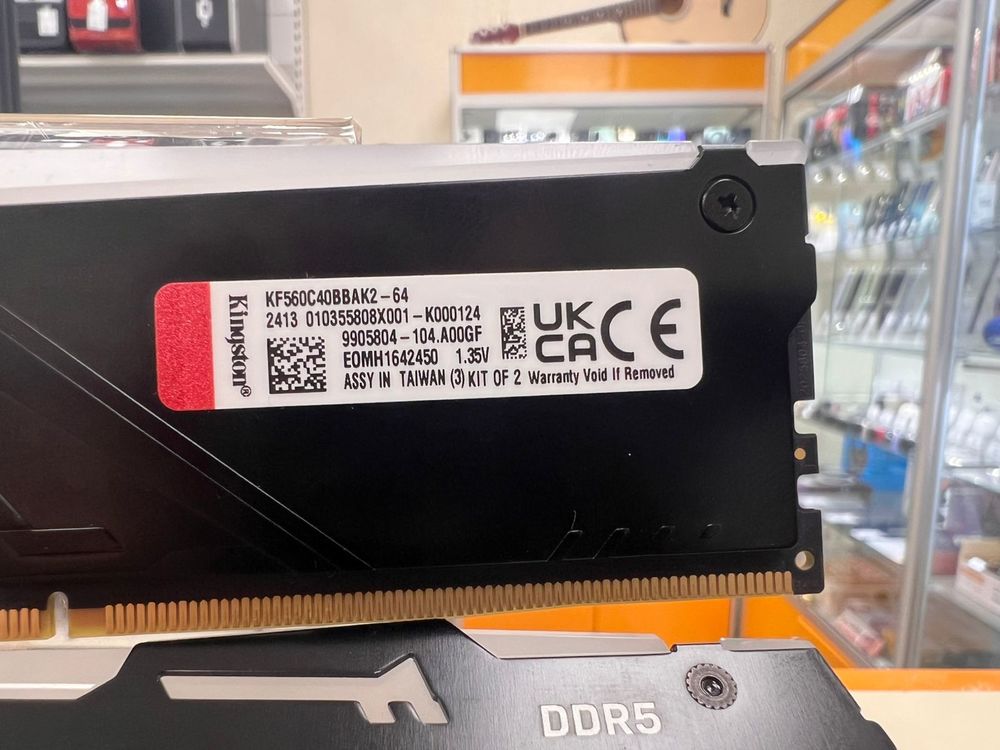 Kingston®
KF560C40BBAK2-64
2413 010355808X001-K000124
9905804-104.A00GF
EOMH1642450 1.35V
ASSY IN TAIWAN (3) KIT OF 2 Warranty Void If Removed
UK
CA
CE
DDR5